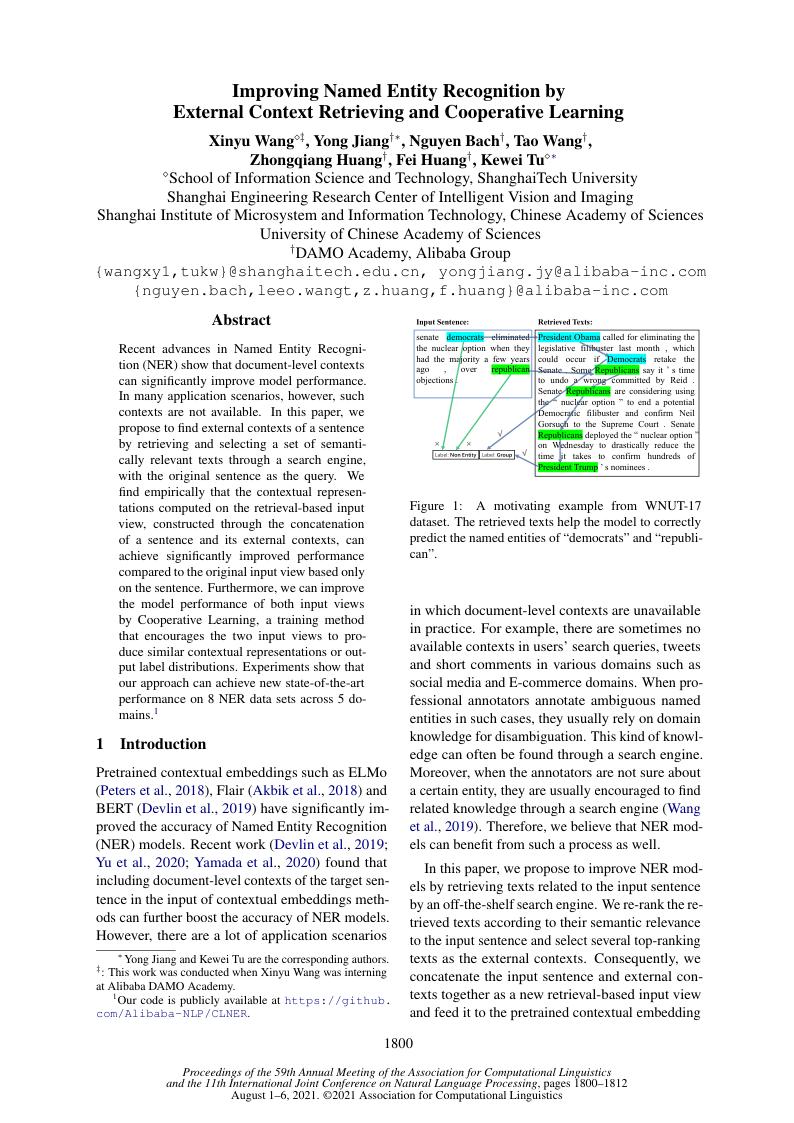 Improving Named Entity Recognition by
External Context Retrieving and Cooperative Learning
Xinyu Wang⋄‡, Yong Jiang†∗, Nguyen Bach†, Tao Wang†,
Zhongqiang Huang†, Fei Huang†, Kewei Tu⋄∗
⋄School of Information Science and Technology, ShanghaiTech University
Shanghai Engineering Research Center of Intelligent Vision and Imaging
Shanghai Institute of Microsystem and Information Technology, Chinese Academy of Sciences
University of Chinese Academy of Sciences
†DAMO Academy, Alibaba Group
{wangxy1,tukw}@shanghaitech.edu.cn, yongjiang.jy@alibaba-inc.com
{nguyen.bach,leeo.wangt,z.huang,f.huang}@alibaba-inc.com
Abstract
Recent advances in Named Entity Recogni-
tion (NER) show that document-level contexts
can significantly improve model performance.
In many application scenarios, however, such
contexts are not available. In this paper, we
propose to find external contexts of a sentence
by retrieving and selecting a set of semanti-
cally relevant texts through a search engine,
with the original sentence as the query. We
find empirically that the contextual represen-
tations computed on the retrieval-based input
view, constructed through the concatenation
of a sentence and its external contexts, can
achieve significantly improved performance
compared to the original input view based only
on the sentence. Furthermore, we can improve
the model performance of both input views
by Cooperative Learning, a training method
that encourages the two input views to pro-
duce similar contextual representations or out-
put label distributions. Experiments show that
our approach can achieve new state-of-the-art
performance on 8 NER data sets across 5 do-
mains.1
1 Introduction
Pretrained contextual embeddings such as ELMo
(Peters et al., 2018), Flair (Akbik et al., 2018) and
BERT (Devlin et al., 2019) have significantly im-
proved the accuracy of Named Entity Recognition
(NER) models. Recent work (Devlin et al., 2019;
Yu et al., 2020; Yamada et al., 2020) found that
including document-level contexts of the target sen-
tence in the input of contextual embeddings meth-
ods can further boost the accuracy of NER models.
However, there are a lot of application scenarios
∗ Yong Jiang and Kewei Tu are the corresponding authors.
‡: This work was conducted when Xinyu Wang was interning
at Alibaba DAMO Academy.
1Our code is publicly available at https://github.
com/Alibaba-NLP/CLNER.
Input Sentence:
senate democrats eliminated
the nuclear option when they
had the majority a few years
ago , over republican
objections .
Retrieved Texts:
President Obama called for eliminating the
legislative filibuster last month , which
could occur if Democrats retake the
Senate . Some Republicans say it ' s time
to undo a wrong committed by Reid .
Senate Republicans are considering using
the “ nuclear option ” to end a potential
Democratic filibuster and confirm Neil
Gorsuch to the Supreme Court . Senate
Republicans deployed the “ nuclear option ”
on Wednesday to drastically reduce the
time it takes to confirm hundreds of
President Trump ' s nominees .
× × √
Label: Non Entity Label: Group √
Figure 1: A motivating example from WNUT-17
dataset. The retrieved texts help the model to correctly
predict the named entities of “democrats” and “republi-
can”.
in which document-level contexts are unavailable
in practice. For example, there are sometimes no
available contexts in users’ search queries, tweets
and short comments in various domains such as
social media and E-commerce domains. When pro-
fessional annotators annotate ambiguous named
entities in such cases, they usually rely on domain
knowledge for disambiguation. This kind of knowl-
edge can often be found through a search engine.
Moreover, when the annotators are not sure about
a certain entity, they are usually encouraged to find
related knowledge through a search engine (Wang
et al., 2019). Therefore, we believe that NER mod-
els can benefit from such a process as well.
In this paper, we propose to improve NER mod-
els by retrieving texts related to the input sentence
by an off-the-shelf search engine. We re-rank the re-
trieved texts according to their semantic relevance
to the input sentence and select several top-ranking
texts as the external contexts. Consequently, we
concatenate the input sentence and external con-
texts together as a new retrieval-based input view
and feed it to the pretrained contextual embedding
1800
Proceedings of the 59th Annual Meeting of the Association for Computational Linguistics
and the 11th International Joint Conference on Natural Language Processing, pages 1800–1812
August 1–6, 2021. ©2021 Association for Computational Linguistics